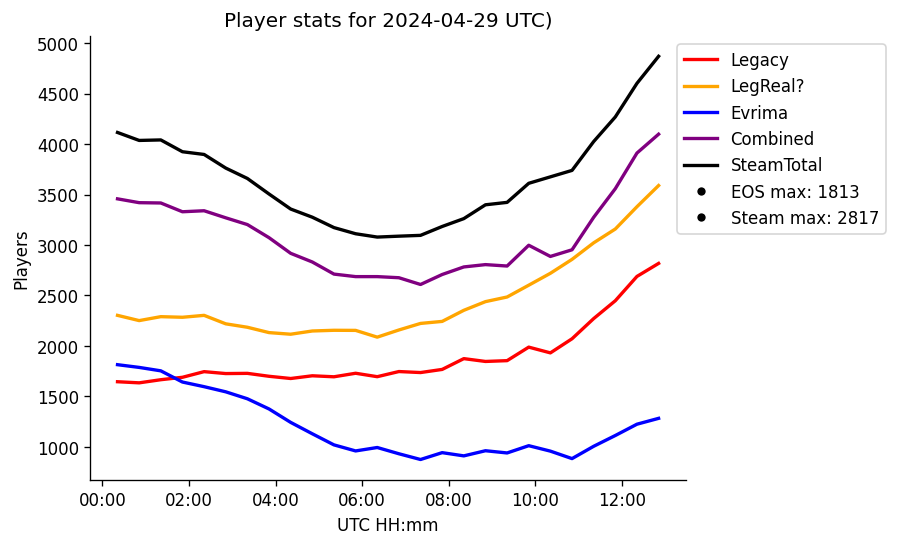 Player stats for 2024-04-29 UTC)
5000
4500
4000
3500
3000
2500
2000
1500
1000
Players
00:00 02:00 04:00 06:00 08:00 10:00 12:00
UTC HH:mm
Legacy
LegReal?
Evrima
Combined
SteamTotal
EOS max: 1813
Steam max: 2817